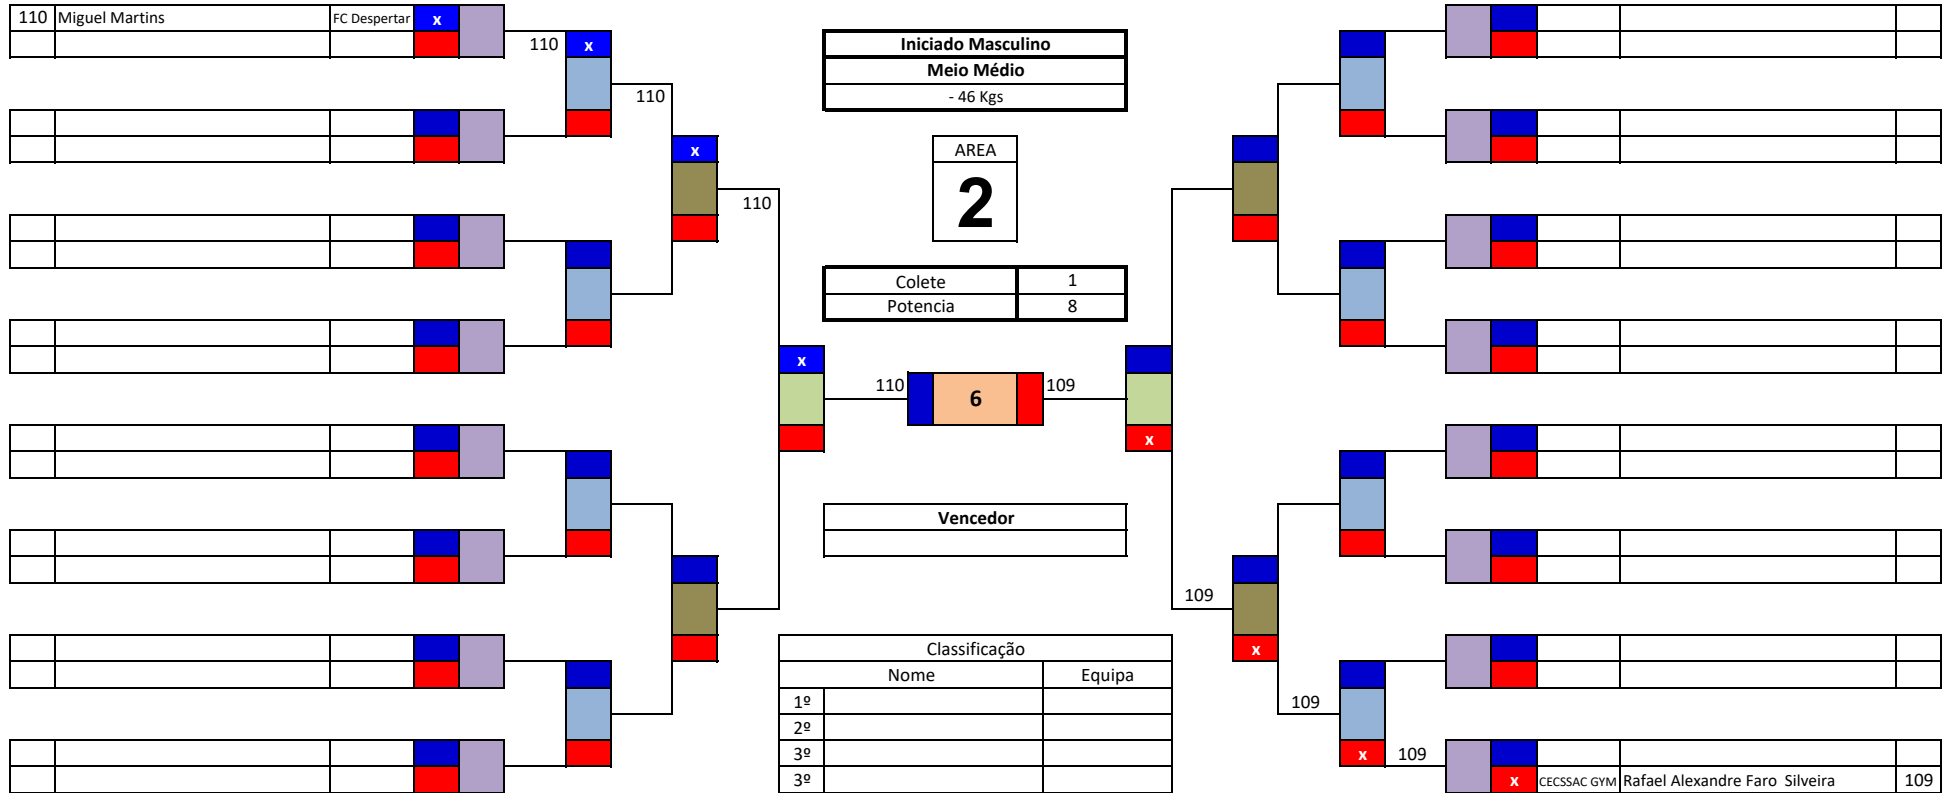 110 Miguel Martins FC Despertar x
110 x
Iniciado Masculino
Meio Médio
- 46 Kgs
110
x
AREA
2
110
Colete 1
Potencia 8
x
110 6 109
x
Vencedor
109
x
Classificação
Nome Equipa
1º
109
2º
3º
x 109
3º
x CECSSAC GYM Rafael Alexandre Faro Silveira 109